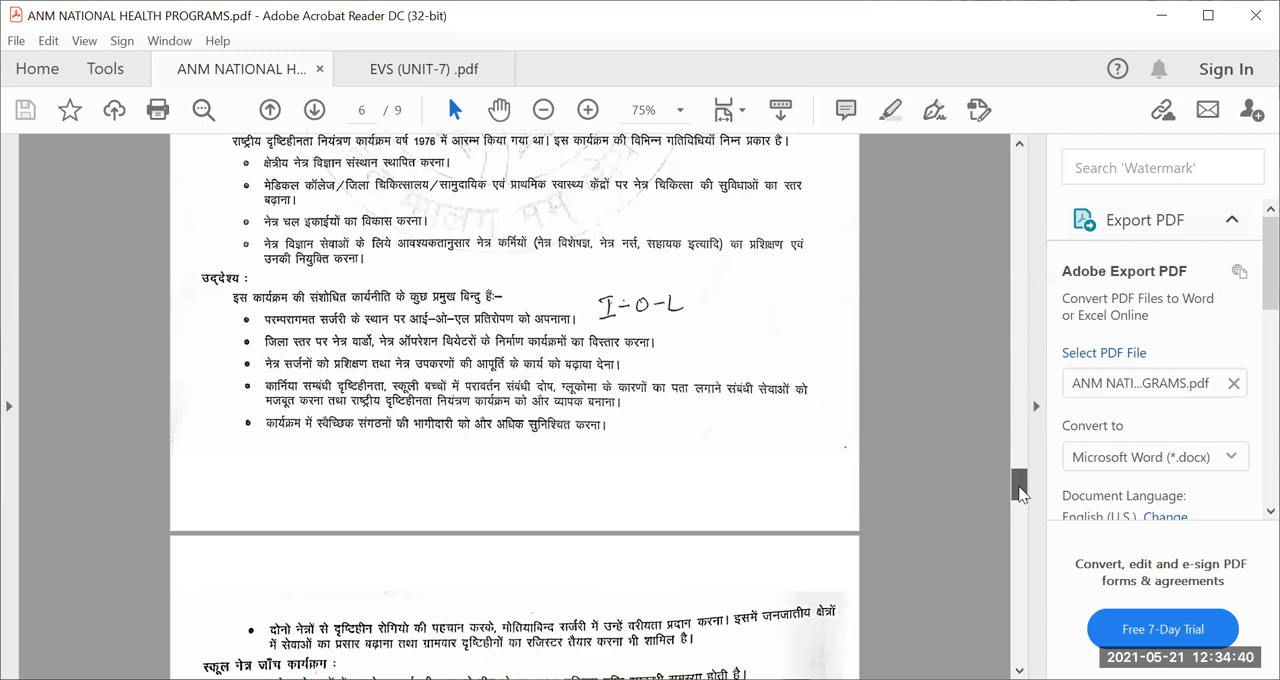 ANM NATIONAL HEALTH PROGRAMS.pdf - Adobe Acrobat Reader DC (32-bit)
File Edit View Sign Window Help
Home Tools ANM NATIONAL H... × EVS (UNIT-7) .pdf Sign In
6 / 9 75%
राष्ट्रीय दृष्टिहीनता नियंत्रण कार्यक्रम वर्ष 1976 में आरम्भ किया गया था। इस कार्यक्रम की विभिन्न गतिविधियाँ निम्न प्रकार है।
क्षेत्रीय नेत्र विज्ञान संस्थान स्थापित करना।
मेडिकल कॉलेज/जिला चिकित्सालय/सामुदायिक एवं प्राथमिक स्वास्थ्य केंद्रों पर नेत्र चिकित्सा की सुविधाओं का स्तर
बढ़ाना।
नेत्र चल इकाईयों का विकास करना।
नेत्र विज्ञान सेवाओं के लिये आवश्यकतानुसार नेत्र कर्मियों (नेत्र विशेषज्ञ, नेत्र नर्स, सहायक इत्यादि) का प्रशिक्षण एवं
उनकी नियुक्ति करना।
उद्देश्य :
इस कार्यक्रम की संशोधित कार्यनीति के कुछ प्रमुख बिन्दु हैं:–
I-O-L
परम्परागमत सर्जरी के स्थान पर आई–ओ–एल प्रतिरोपण को अपनाना।
जिला स्तर पर नेत्र वार्डो, नेत्र ऑपरेशन थियेटरों के निर्माण कार्यक्रमों का विस्तार करना।
नेत्र सर्जनों को प्रशिक्षण तथा नेत्र उपकरणों की आपूर्ति के कार्य को बढ़ावा देना।
कार्निया सम्बंधी दृष्टिहीनता, स्कूली बच्चों में परावर्तन संबंधी दोष, ग्लूकोमा के कारणों का पता लगाने संबंधी सेवाओं को
मजबूत करना तथा राष्ट्रीय दृष्टिहीनता नियंत्रण कार्यक्रम को और व्यापक बनाना।
कार्यक्रम में स्वैच्छिक संगठनों की भागीदारी को और अधिक सुनिश्चित करना।
दोनो नेत्रों से दृष्टिहीन रोगियो की पहचान करके, मोतियाबिन्द सर्जरी में उन्हें वरीयता प्रदान करना। इसमें जनजातीय क्षेत्रों
में सेवाओं का प्रसार बढ़ाना तथा ग्रामवार दृष्टिहीनों का रजिस्टर तैयार करना भी शामिल है।
स्कूल नेत्र जाँच कार्यक्रम :
Search 'Watermark'
Export PDF
Adobe Export PDF
Convert PDF Files to Word
or Excel Online
Select PDF File
ANM NATI...GRAMS.pdf
Convert to
Microsoft Word (*.docx)
Document Language:
English (U.S.) Change
Convert, edit and e-sign PDF
forms & agreements
Free 7-Day Trial
2021-05-21 12:34:40